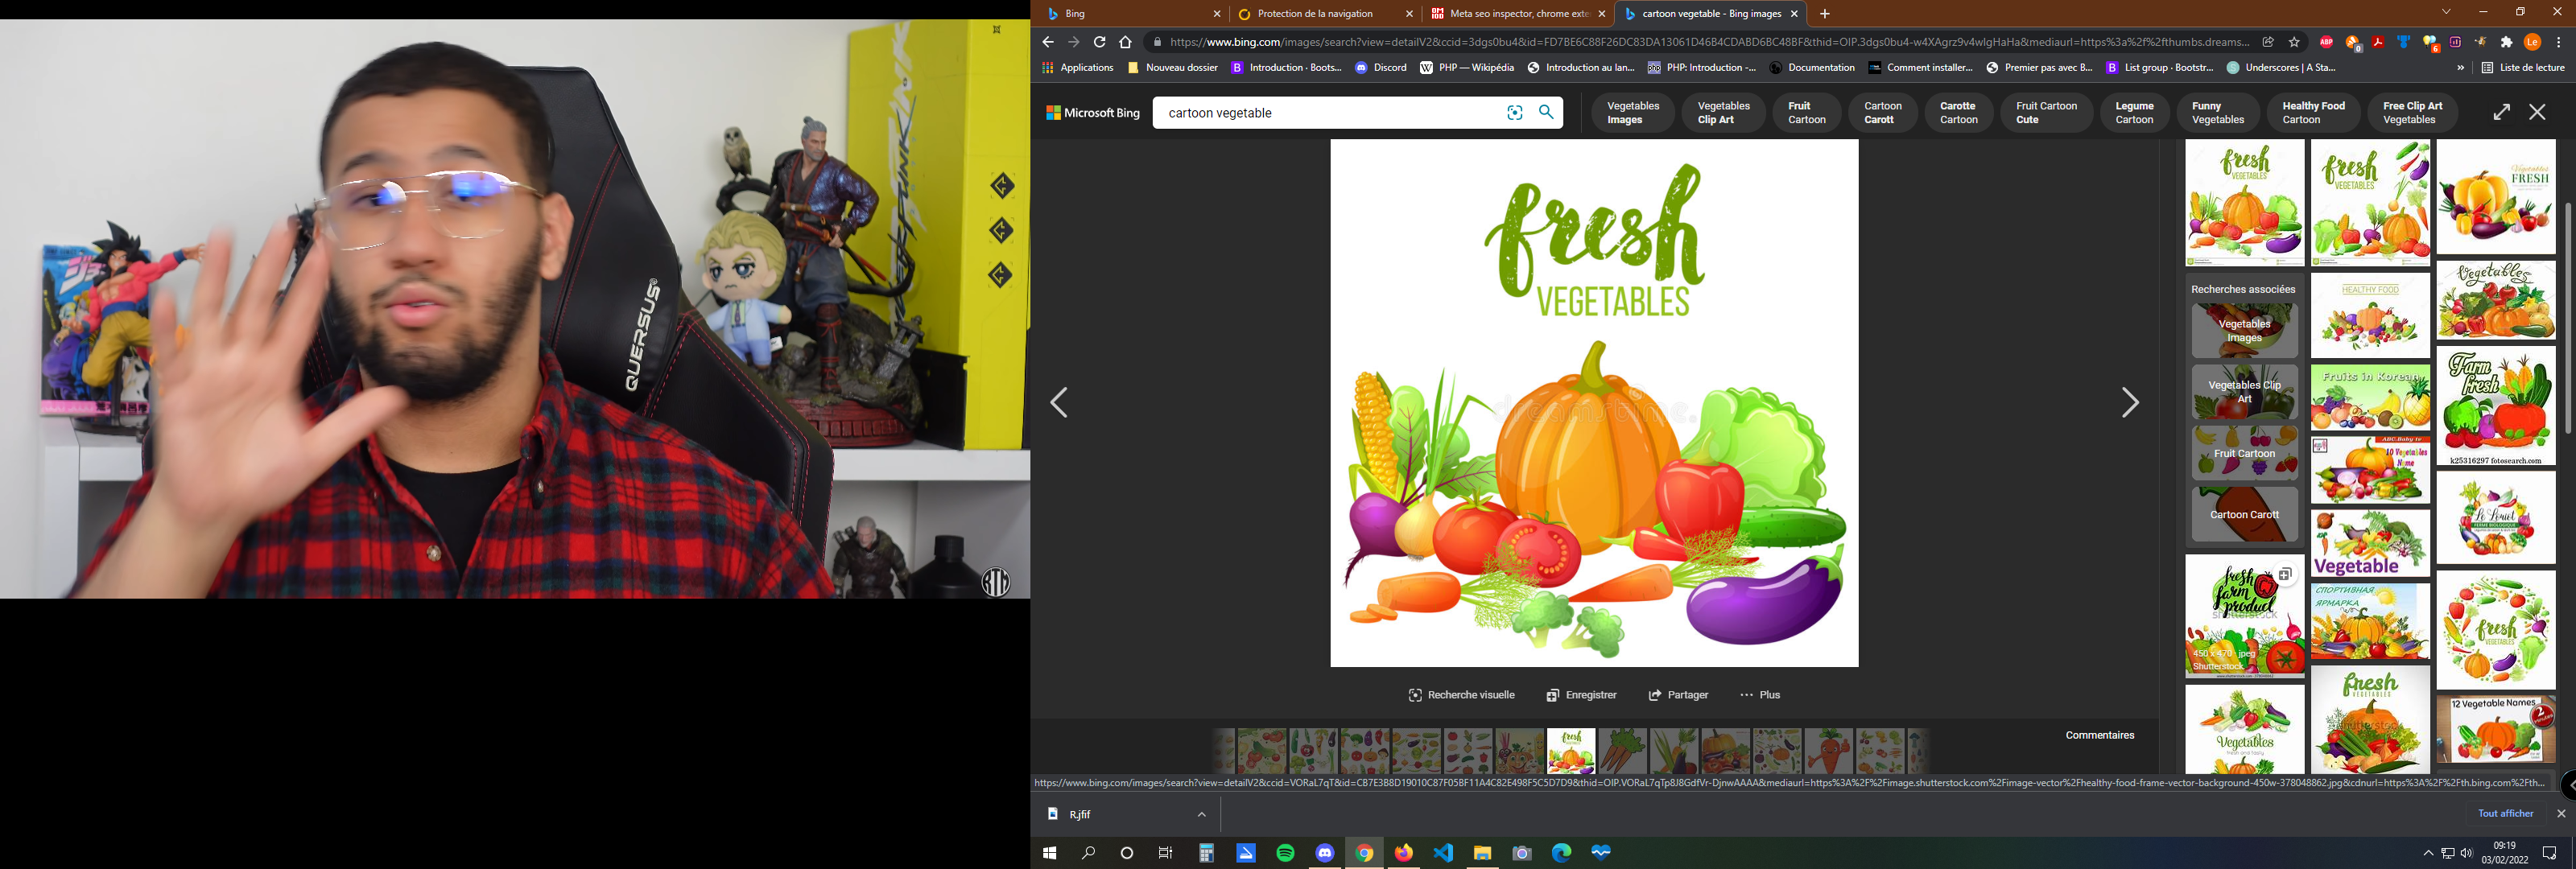 QUERSUS
Bing
Protection de la navigation
Meta seo inspector, chrome exte
cartoon vegetable - Bing images
https://www.bing.com/images/search?view=detailV2&ccid=3dgs0bu4&id=FD7BE6C88F26DC83DA13061D46B4CDABD6BC48BF&thid=OIP.3dgs0bu4-w4XAgrz9v4wIgHaHa&mediaurl=https%3a%2f%2fthumbs.dreams...
Applications
Nouveau dossier
Introduction · Boots...
Discord
PHP — Wikipédia
Introduction au lan...
PHP: Introduction -...
Documentation
Comment installer...
Premier pas avec B...
List group · Bootstr...
Underscores | A Sta...
»
Liste de lecture
Microsoft Bing
cartoon vegetable
Vegetables Images
Vegetables Clip Art
Fruit Cartoon
Cartoon Carott
Carotte Cartoon
Fruit Cartoon Cute
Legume Cartoon
Funny Vegetables
Healthy Food Cartoon
Free Clip Art Vegetables
fresh
VEGETABLES
dreamstime.
Recherche visuelle
Enregistrer
Partager
Plus
Commentaires
fresh
VEGETABLES
fresh
VEGETABLES
Vegetables
FRESH
Recherches associées
Vegetables
Images
Vegetables Clip
Art
Fruit Cartoon
Cartoon Carott
HEALTHY FOOD
Vegetables
Fruits in Korean
Farm
fresh
k25316297 fotosearch.com
10 Vegetables
Name
Vegetable
fresh
farm
product
shutterstock
450 x 470 · jpeg
Shutterstock
СПОРТИВНАЯ
ЯРМАРКА
fresh
VEGETABLES
Vegetables
fresh
VEGETABLES
shutterstock
12 Vegetable Names
2
https://www.bing.com/images/search?view=detailV2&ccid=VORaL7qT&id=CB7E3B8D19010C87F05BF11A4C82E498F5C5D7D9&thid=OIP.VORaL7qTp8J8GdfVr-DjnwAAAA&mediaurl=https%3A%2F%2Fimage.shutterstock.com%2Fimage-vector%2Fhealthy-food-frame-vector-background-450w-378048862.jpg&cdnurl=https%3A%2F%2Fth.bing.com%2Fth...
R.jfif
Tout afficher
09:19
03/02/2022